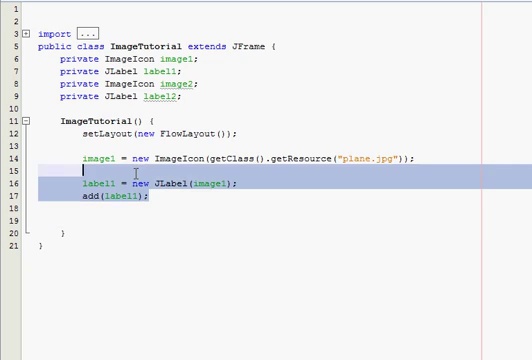 1
2
3 import ...
5 public class ImageTutorial extends JFrame {
6 private ImageIcon image1;
7 private JLabel label1;
8 private ImageIcon image2;
9 private JLabel label2;
10
11 ImageTutorial() {
12 setLayout(new FlowLayout());
13
14 image1 = new ImageIcon(getClass().getResource("plane.jpg"));
15
16 label1 = new JLabel(image1);
17 add(label1);
18
19
20 }
21 }